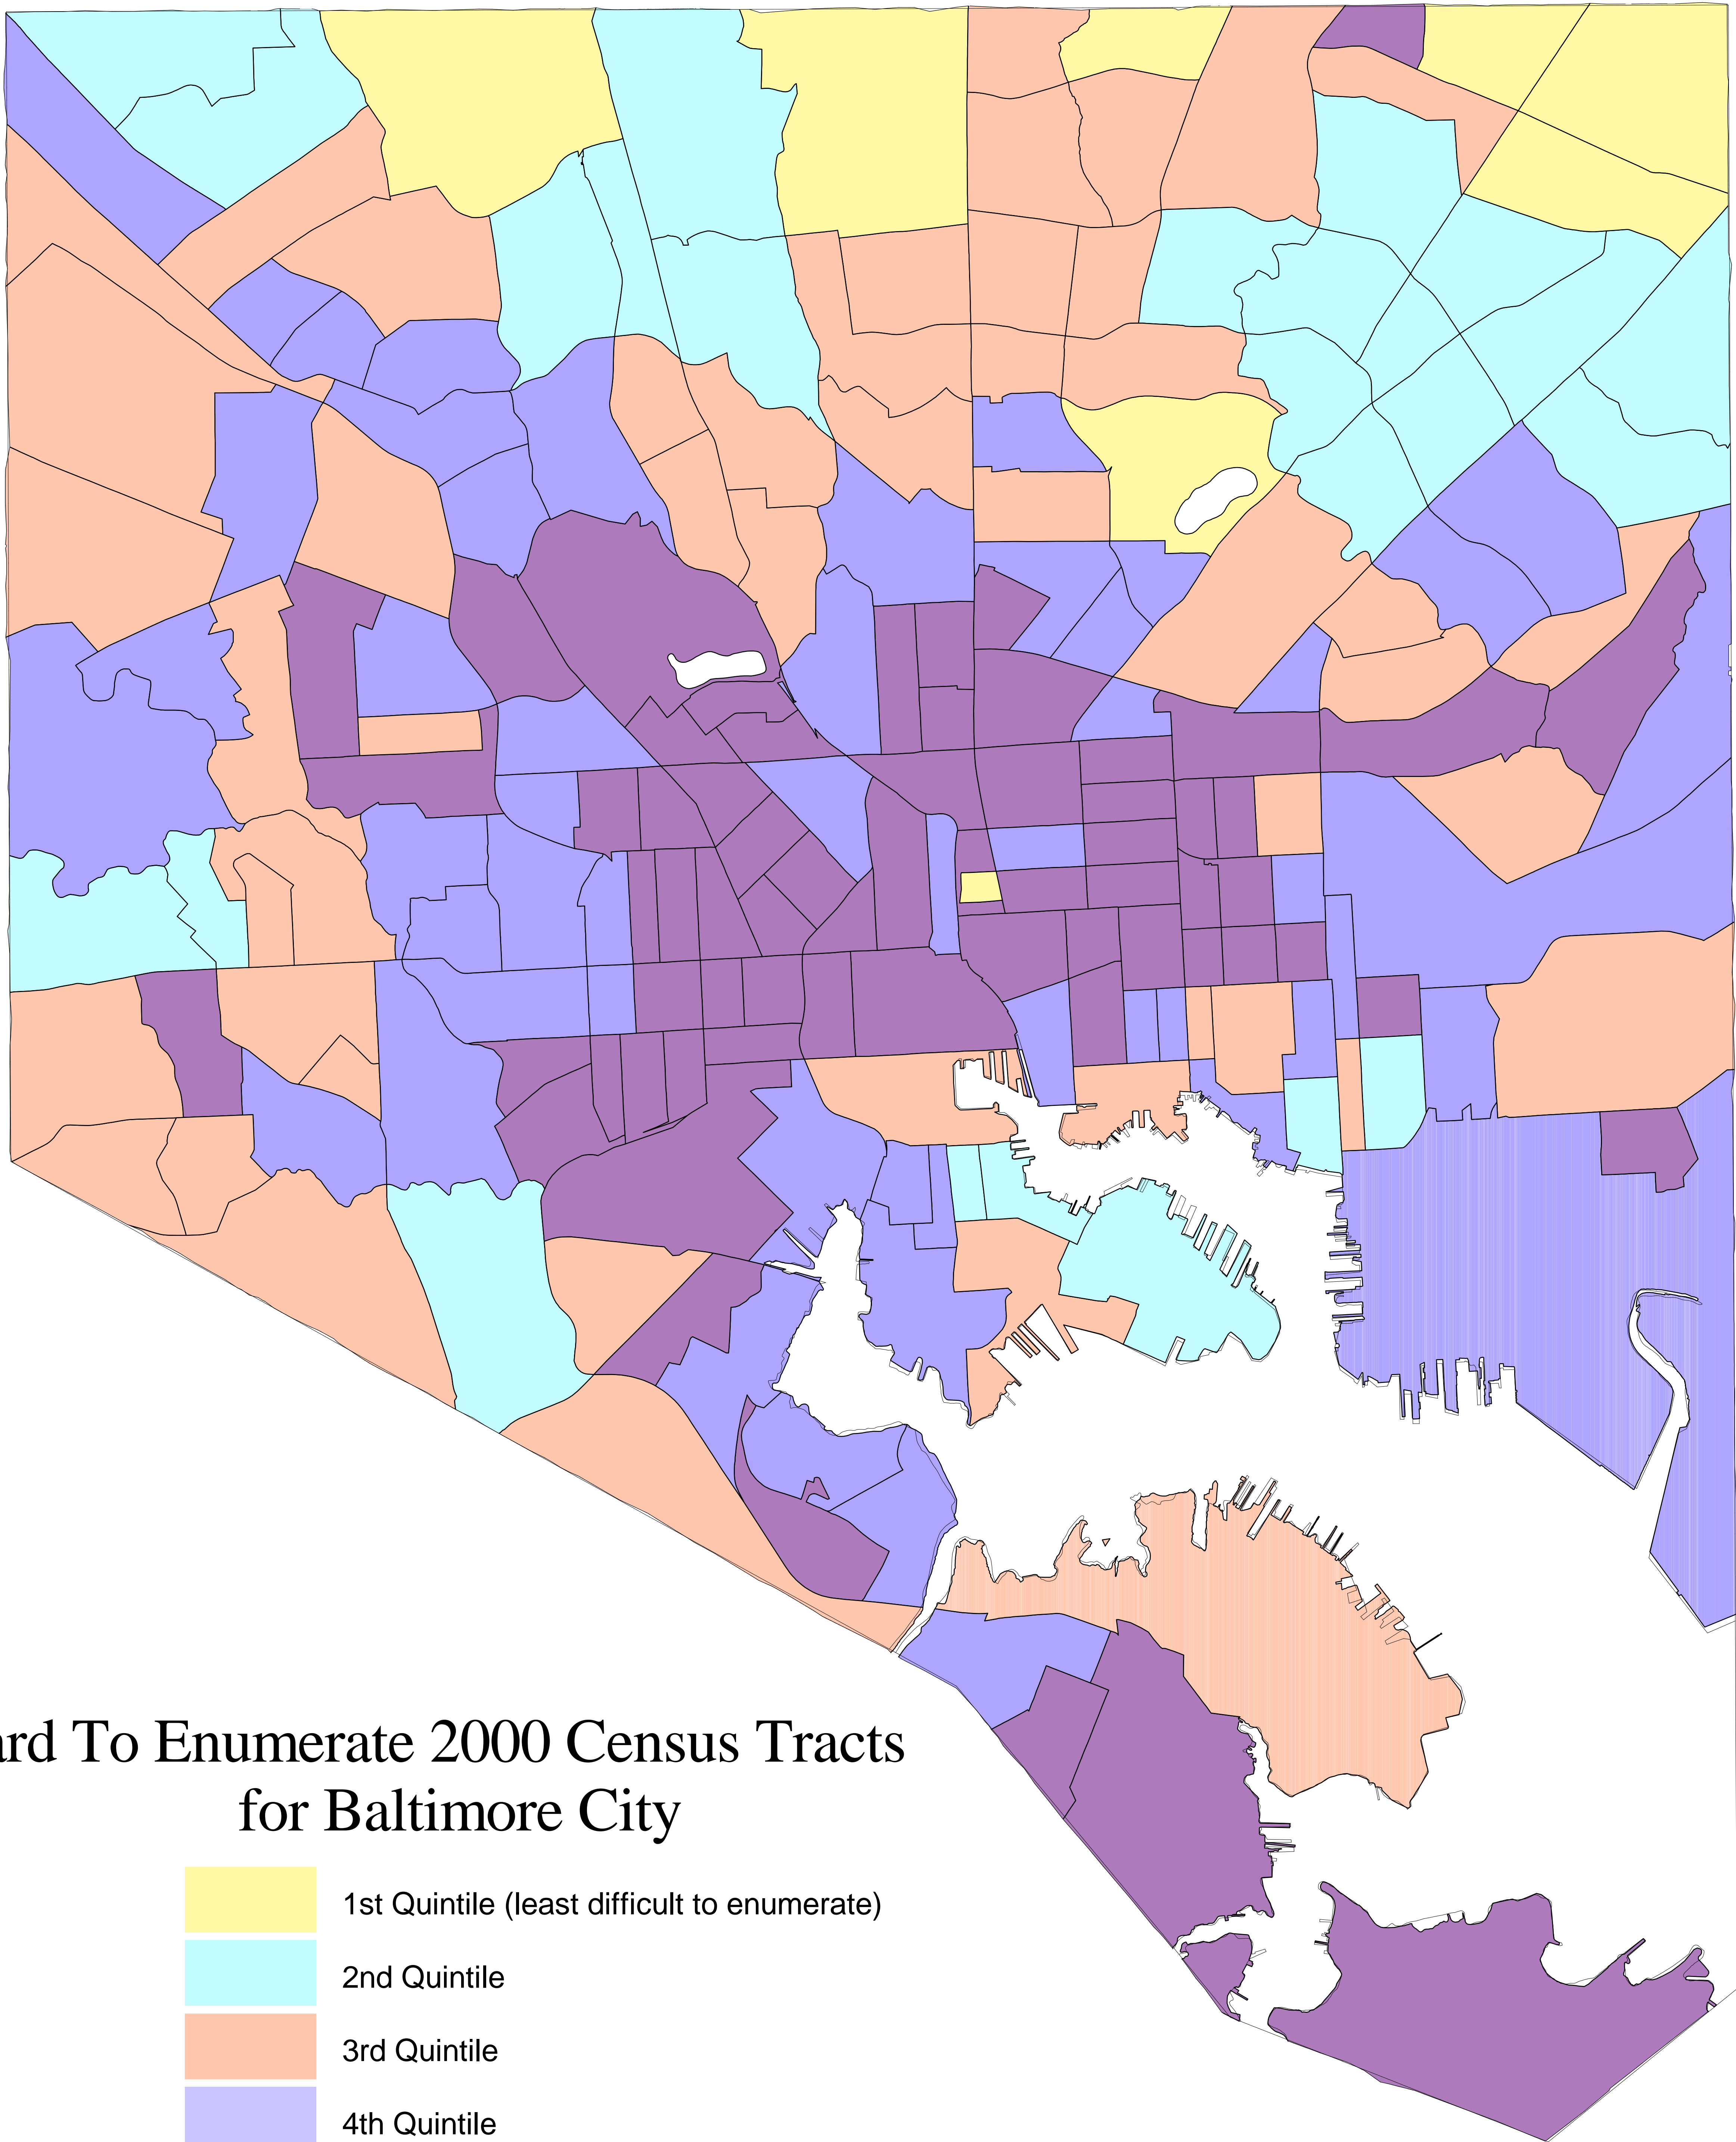 ard To Enumerate 2000 Census Tracts
for Baltimore City
1st Quintile (least difficult to enumerate)
2nd Quintile
3rd Quintile
4th Quintile